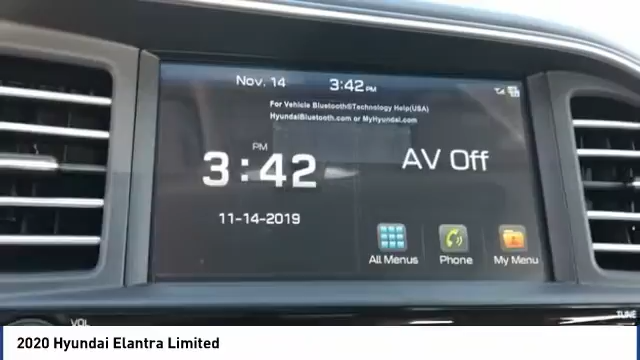 Nov. 14 3:42 PM
For Vehicle Bluetooth®Technology Help(USA)
HyundaiBluetooth.com or MyHyundai.com
PM
3:42
AV Off
11-14-2019
All Menus Phone My Menu
VOL TUNE
2020 Hyundai Elantra Limited